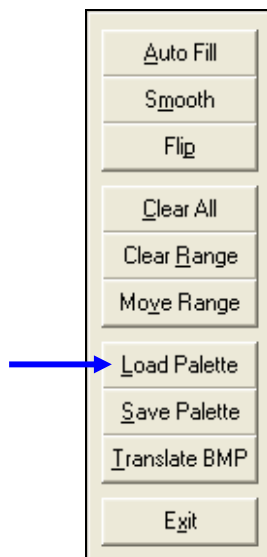 Auto Fill
Smooth
Flip
Clear All
Clear Range
Move Range
Load Palette
Save Palette
Translate BMP
Exit